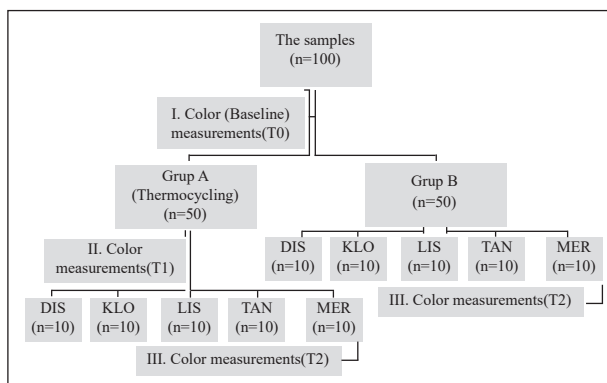 The samples
(n=100)
I. Color (Baseline)
measurements(T0)
Grup A
(Thermocycling)
(n=50)
Grup B
(n=50)
II. Color
measurements(T1)
DIS
(n=10)
KLO
(n=10)
LIS
(n=10)
TAN
(n=10)
MER
(n=10)
III. Color measurements(T2)
DIS
(n=10)
KLO
(n=10)
LIS
(n=10)
TAN
(n=10)
MER
(n=10)
III. Color measurements(T2)